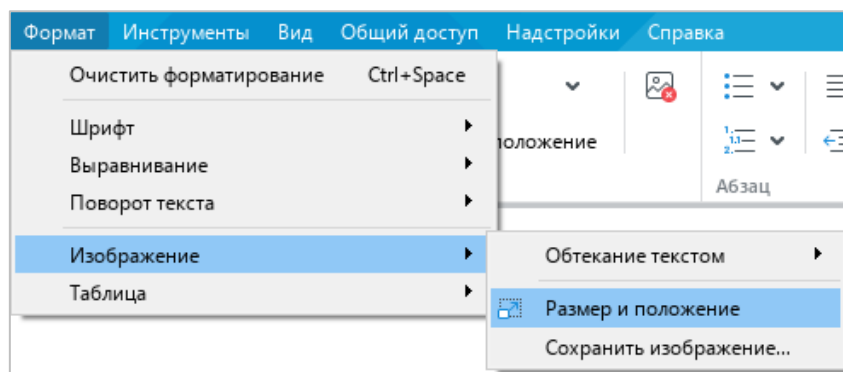 Формат Инструменты Вид Общий доступ Надстройки Справка
Очистить форматирование Ctrl+Space
Шрифт
оложение
Выравнивание
Абзац
Поворот текста
Изображение
Обтекание текстом
Таблица
Размер и положение
Сохранить изображение...